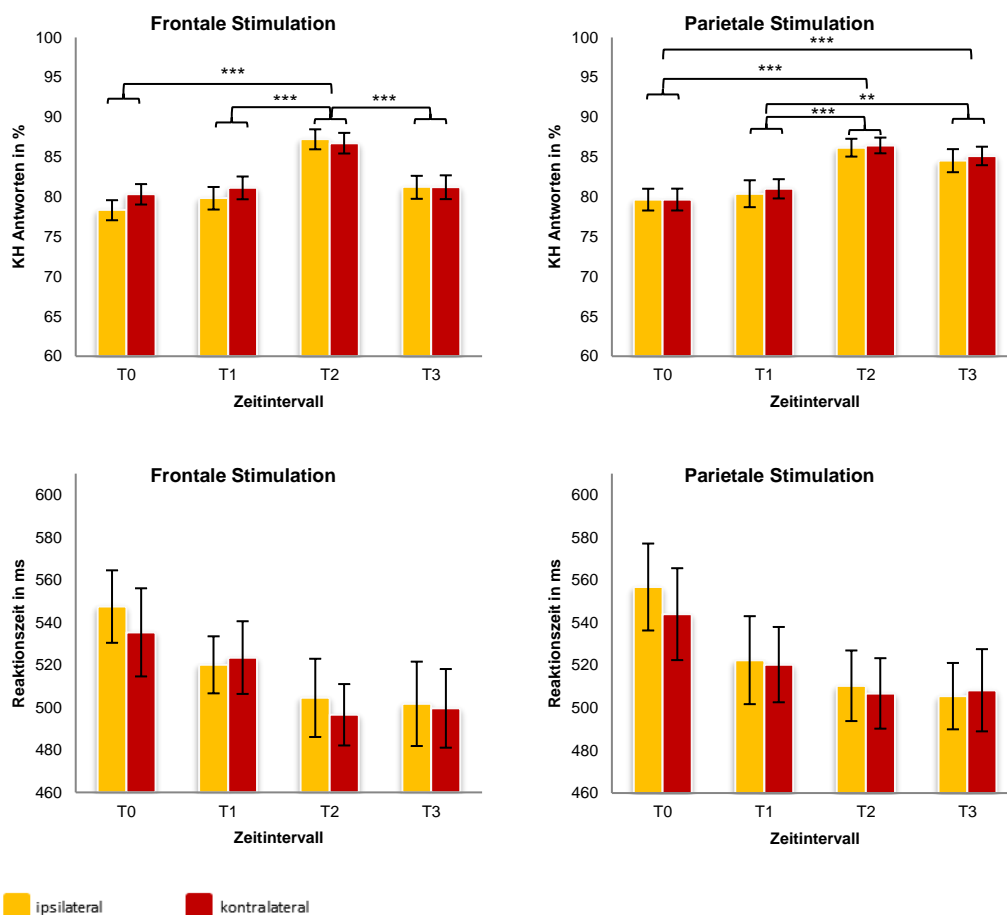 Frontale Stimulation
100
95
90
85
80
75
70
65
60
KH Antworten in %
***
***
***
T0 T1 T2 T3
Zeitintervall
Parietale Stimulation
100
95
90
85
80
75
70
65
60
KH Antworten in %
***
***
**
***
T0 T1 T2 T3
Zeitintervall
Frontale Stimulation
600
580
560
540
520
500
480
460
Reaktionszeit in ms
T0 T1 T2 T3
Zeitintervall
Parietale Stimulation
600
580
560
540
520
500
480
460
Reaktionszeit in ms
T0 T1 T2 T3
Zeitintervall
ipsilateral kontralateral